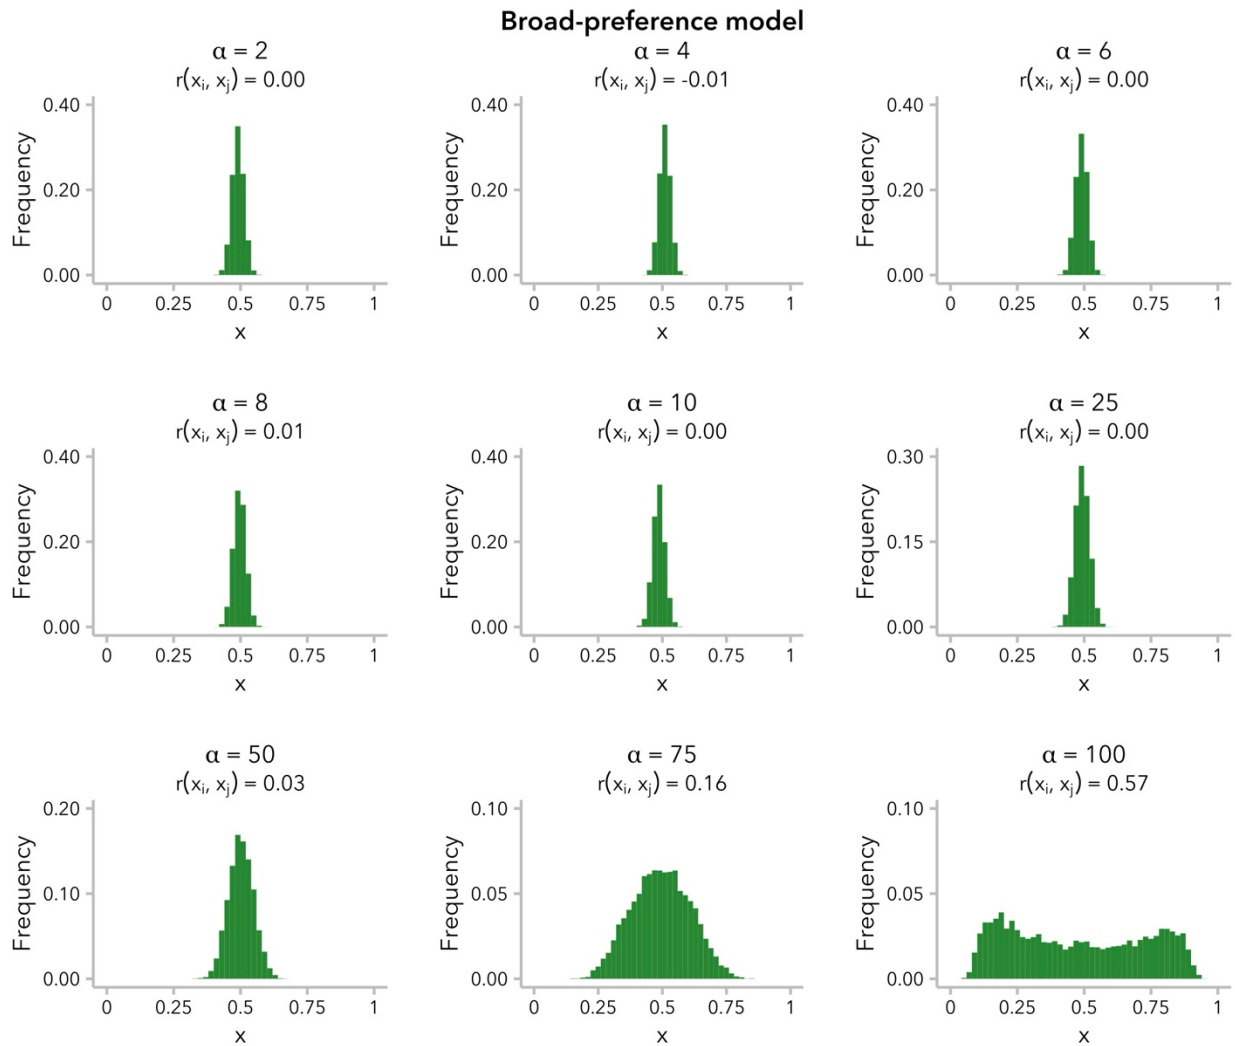 Broad-preference model
α = 2
r(xᵢ, xⱼ) = 0.00
0.40
0.20
0.00
Frequency
0 0.25 0.5 0.75 1
x
α = 4
r(xᵢ, xⱼ) = -0.01
0.40
0.20
0.00
Frequency
0 0.25 0.5 0.75 1
x
α = 6
r(xᵢ, xⱼ) = 0.00
0.40
0.20
0.00
Frequency
0 0.25 0.5 0.75 1
x
α = 8
r(xᵢ, xⱼ) = 0.01
0.40
0.20
0.00
Frequency
0 0.25 0.5 0.75 1
x
α = 10
r(xᵢ, xⱼ) = 0.00
0.40
0.20
0.00
Frequency
0 0.25 0.5 0.75 1
x
α = 25
r(xᵢ, xⱼ) = 0.00
0.30
0.15
0.00
Frequency
0 0.25 0.5 0.75 1
x
α = 50
r(xᵢ, xⱼ) = 0.03
0.20
0.10
0.00
Frequency
0 0.25 0.5 0.75 1
x
α = 75
r(xᵢ, xⱼ) = 0.16
0.10
0.05
0.00
Frequency
0 0.25 0.5 0.75 1
x
α = 100
r(xᵢ, xⱼ) = 0.57
0.10
0.05
0.00
Frequency
0 0.25 0.5 0.75 1
x